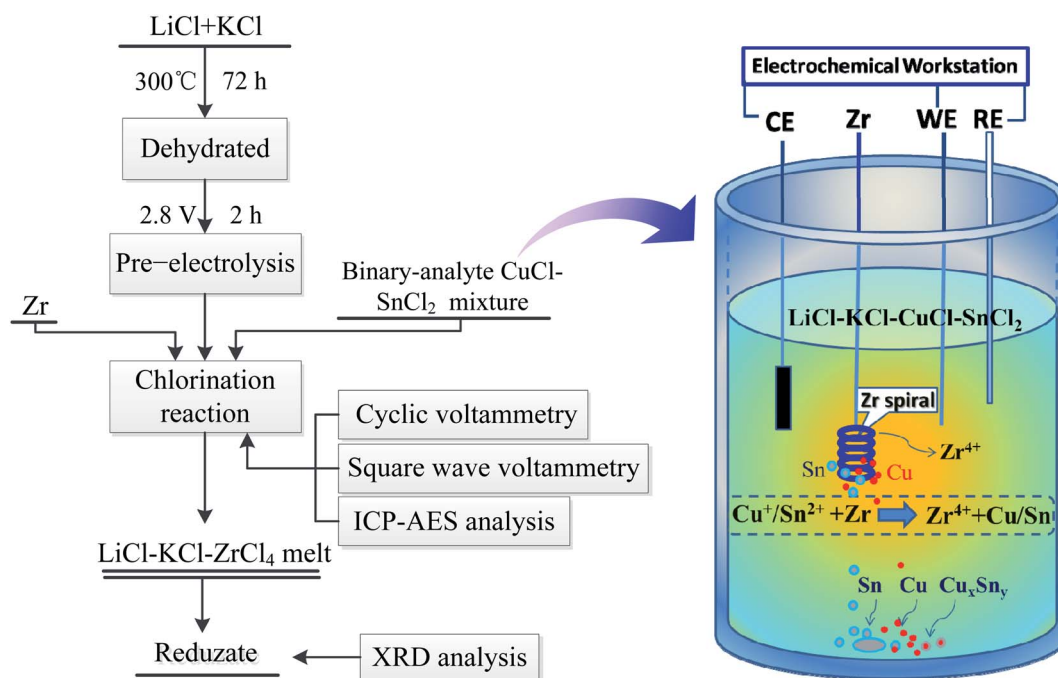 LiCl+KCl
300℃ 72 h
Dehydrated
2.8 V 2 h
Pre−electrolysis
Zr
Binary-analyte CuCl-
SnCl₂ mixture
Chlorination
reaction
Cyclic voltammetry
Square wave voltammetry
ICP-AES analysis
LiCl-KCl-ZrCl₄ melt
Reduzate
XRD analysis
Electrochemical Workstation
CE Zr WE RE
LiCl-KCl-CuCl-SnCl₂
Zr spiral
Zr⁴⁺
Sn Cu
Cu⁺/Sn²⁺ +Zr Zr⁴⁺+Cu/Sn
Sn Cu CuₓSnᵧ